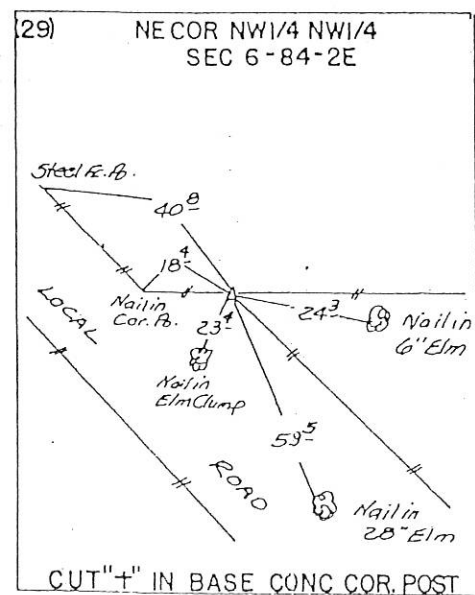 (29) NE COR NW1/4 NW1/4
SEC 6-84-2E
Steel Fc. Po.
40 8
18 4
Nail in
Cor. Po.
LOCAL
23 4
24 3
Nail in
6" Elm
Nail in
Elm Clump
59 5
ROAD
Nail in
28" Elm
CUT "+" IN BASE CONC COR. POST